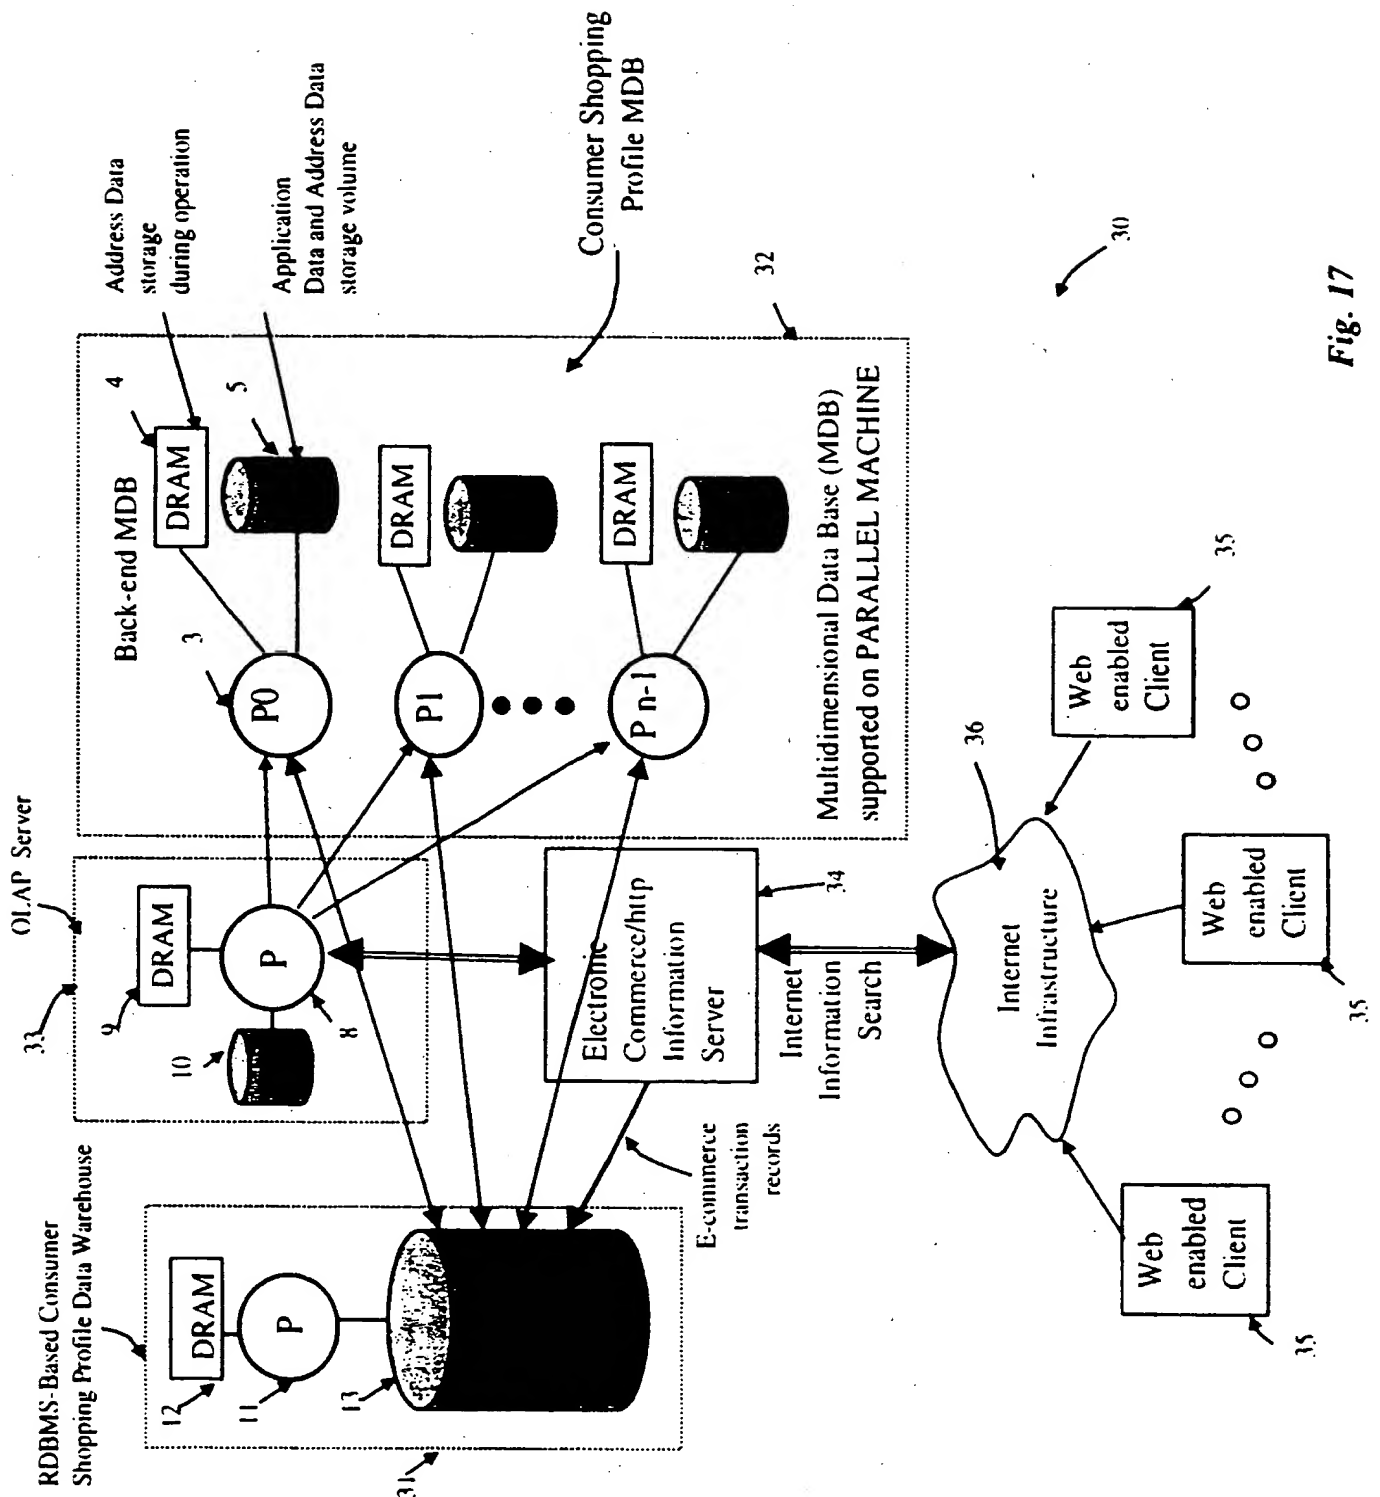 RDBMS-Based Consumer
Shopping Profile Data Warehouse
12
DRAM
11
P
13
31
OLAP Server
33
9
DRAM
P
10
8
Back-end MDB
3
4
DRAM
P0
5
Address Data
storage
during operation
Application
Data and Address Data
storage volume
DRAM
P1
DRAM
P n-1
Multidimensional Data Base (MDB)
supported on PARALLEL MACHINE
Consumer Shopping
Profile MDB
32
Electronic
Commerce/http
Information
Server
34
E-commerce
transaction
records
Internet
Information
Search
30
36
Internet
Infrastructure
Web
enabled
Client
35
Web
enabled
Client
35
Web
enabled
Client
35
Fig. 17